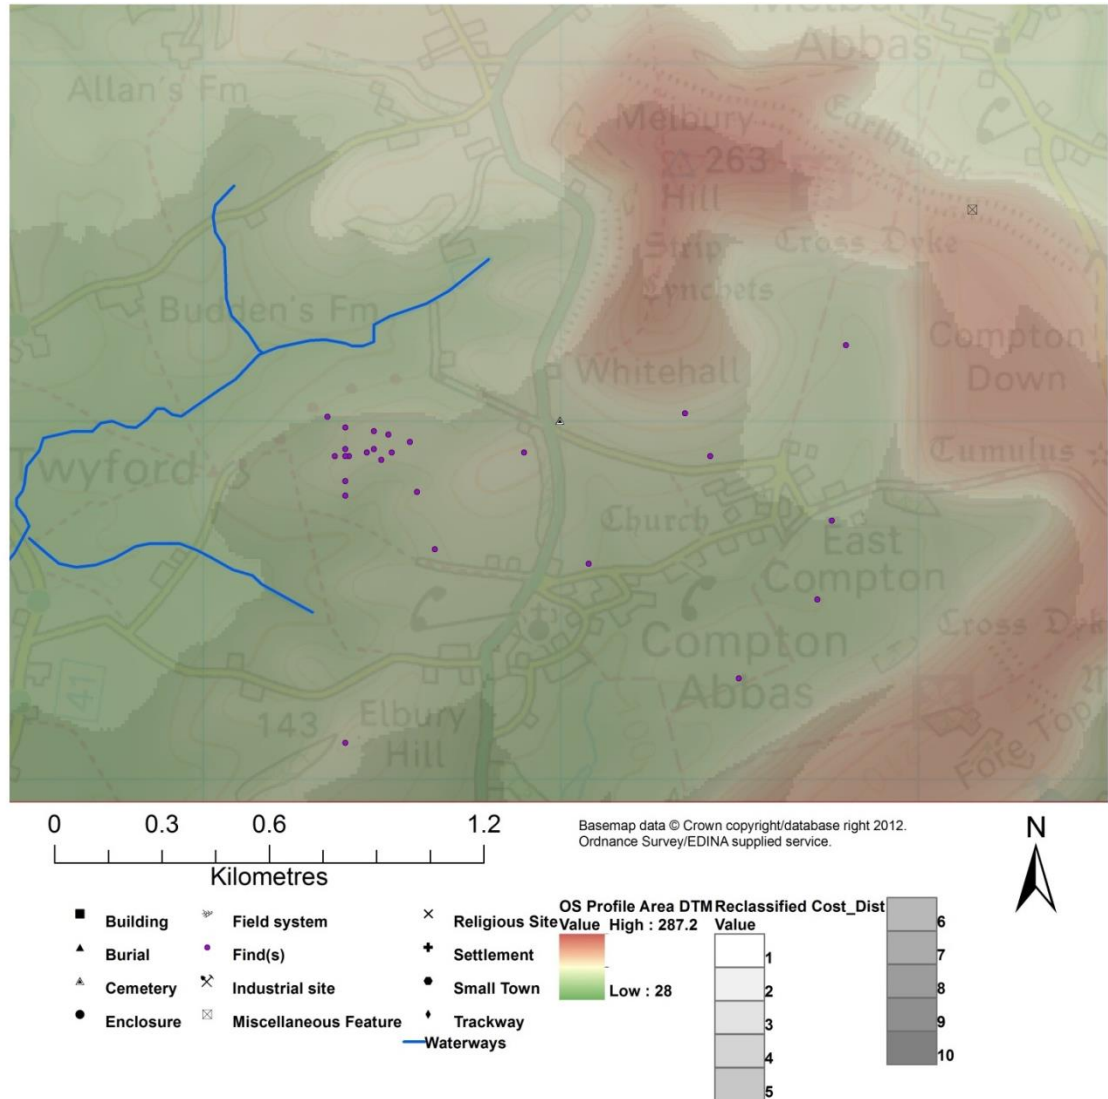 Melbury
Abbas
Allan's Fm
Earthwork
Melbury
263
Hill
Strip
Lynchets
Cross Dyke
Budden's Fm
Compton
Down
Whitehall
Tumulus
Twyford
Church
East
Compton
Cross Dyke
Compton
Abbas
41
143
Elbury
Hill
Fore Top
0 0.3 0.6 1.2
Kilometres
Basemap data © Crown copyright/database right 2012.
Ordnance Survey/EDINA supplied service.
N
Building
Burial
Cemetery
Enclosure
Field system
Find(s)
Industrial site
Miscellaneous Feature
Religious Site
Settlement
Small Town
Trackway
Waterways
OS Profile Area DTM
Value
High : 287.2
Low : 28
Reclassified Cost_Dist
Value
1
2
3
4
5
6
7
8
9
10